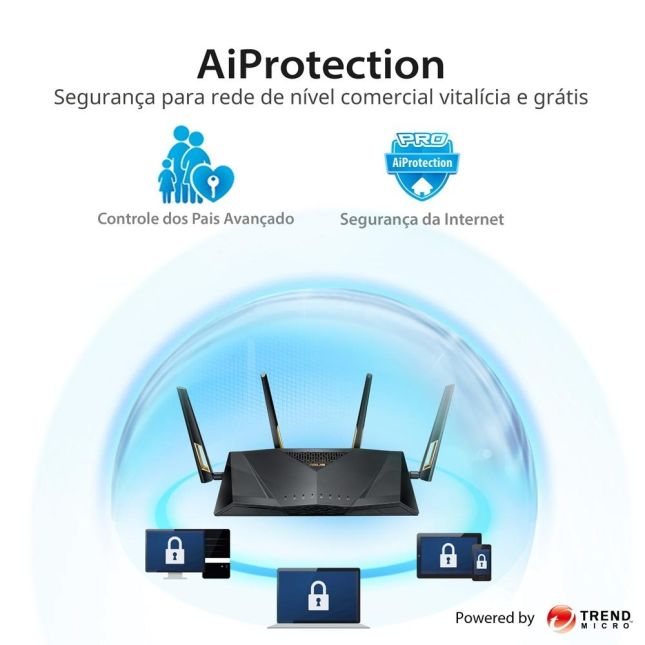 AiProtection
Segurança para rede de nível comercial vitalícia e grátis
PRO
AiProtection
Controle dos Pais Avançado
Segurança da Internet
ASUS
Powered by
TREND
MICRO